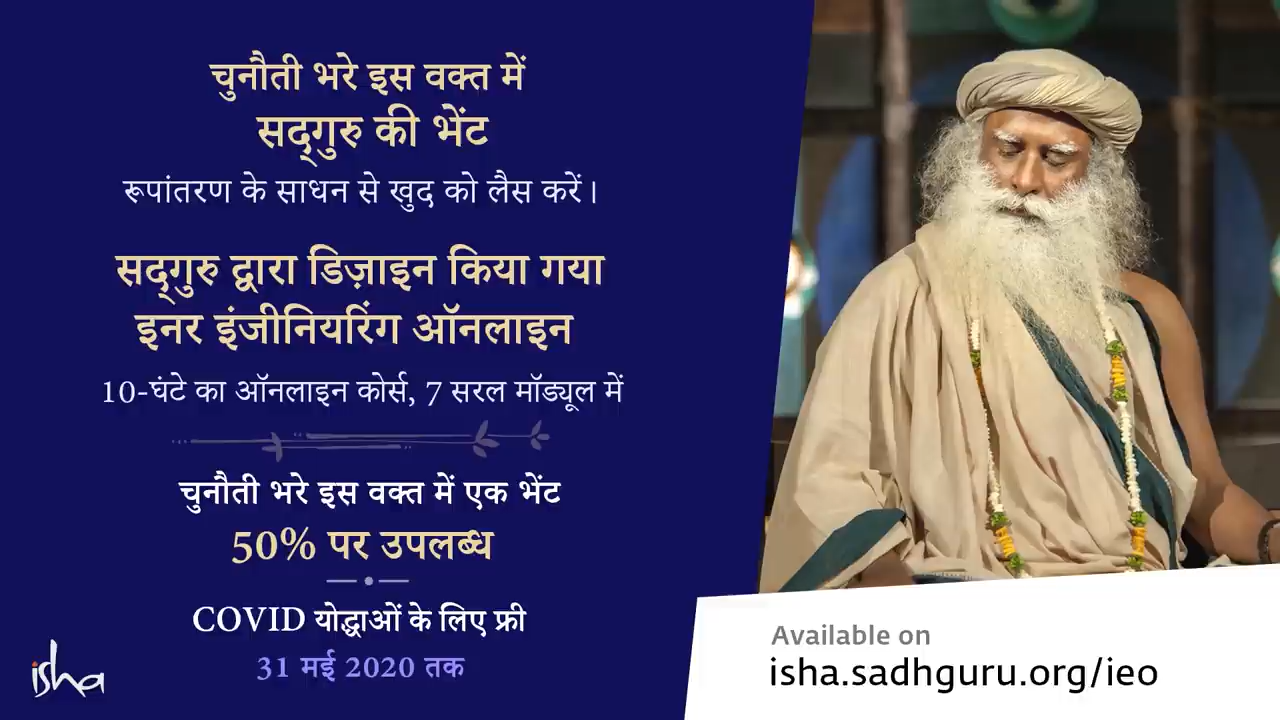 चुनौती भरे इस वक्त में
सद्‌गुरु की भेंट
रूपांतरण के साधन से खुद को लैस करें।
सद्‌गुरु द्वारा डिज़ाइन किया गया
इनर इंजीनियरिंग ऑनलाइन
10-घंटे का ऑनलाइन कोर्स, 7 सरल मॉड्यूल में
चुनौती भरे इस वक्त में एक भेंट
50% पर उपलब्ध
COVID योद्धाओं के लिए फ्री
31 मई 2020 तक
isha
Available on
isha.sadhguru.org/ieo